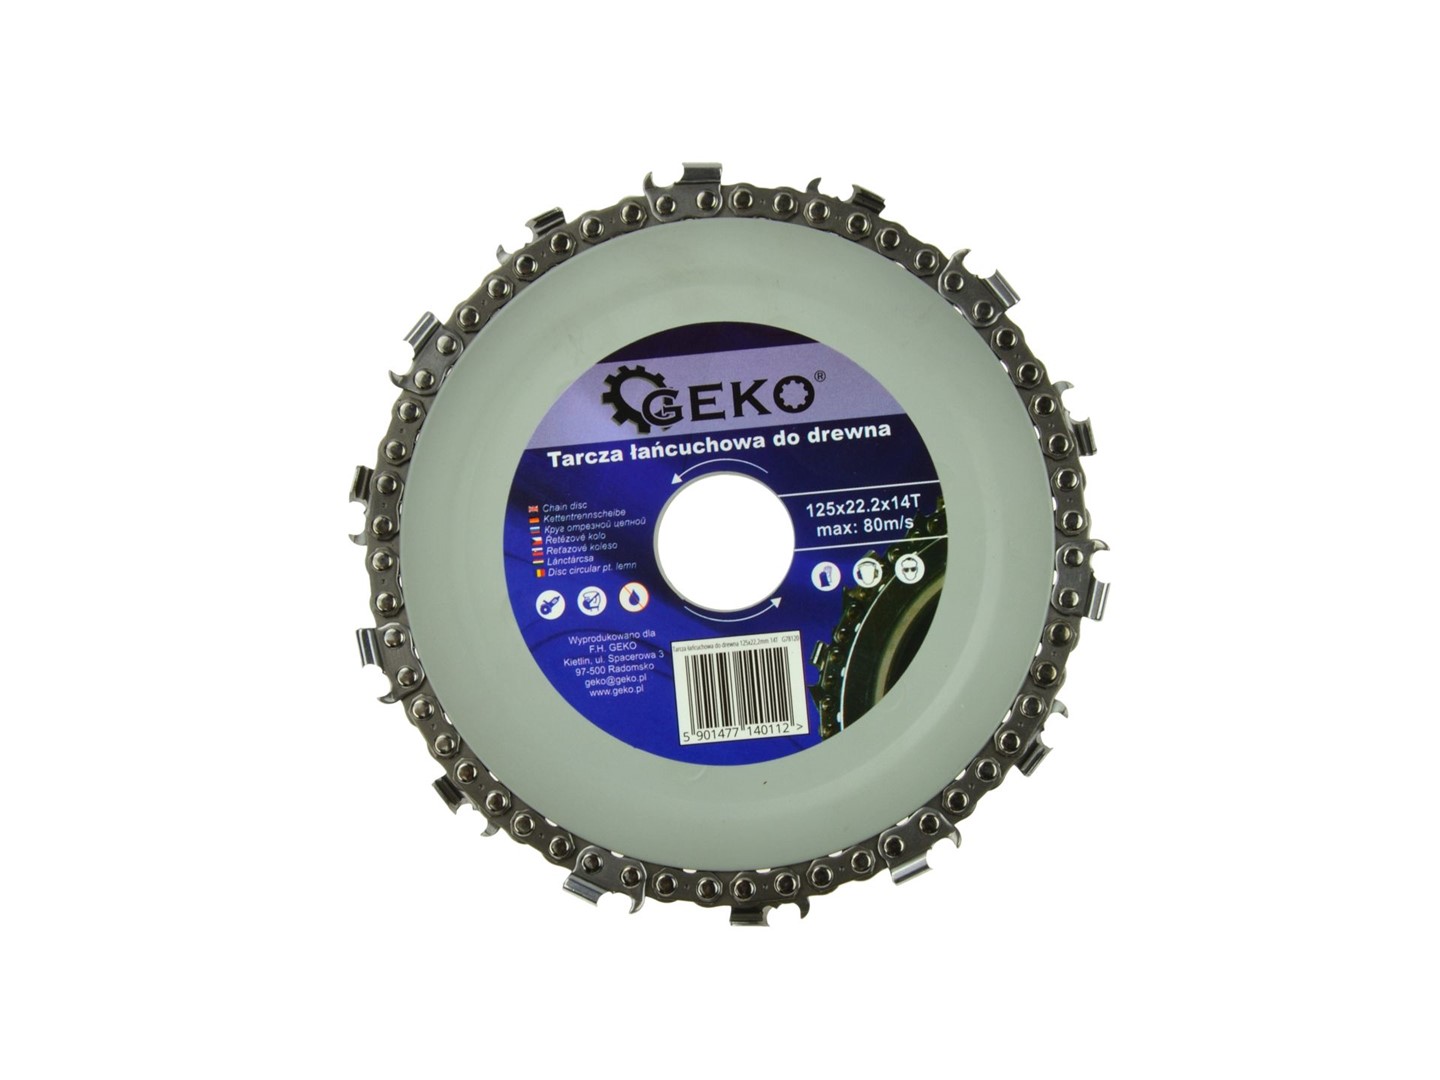 GEKO®
Tarcza łańcuchowa do drewna
125x22.2x14T
max: 80m/s
Chain disc
Kettentrennscheibe
Круг отрезной цепной
Řetězové kolo
Reťazové koleso
Lánctárcsa
Disc circular pt. lemn
Wyprodukowano dla
F.H. GEKO
Kietlin, ul. Spacerowa 3
97-500 Radomsko
geko@geko.pl
www.geko.pl
Tarcza łańcuchowa do drewna 125x22,2mm 14T G78120
5 901477 140112 >